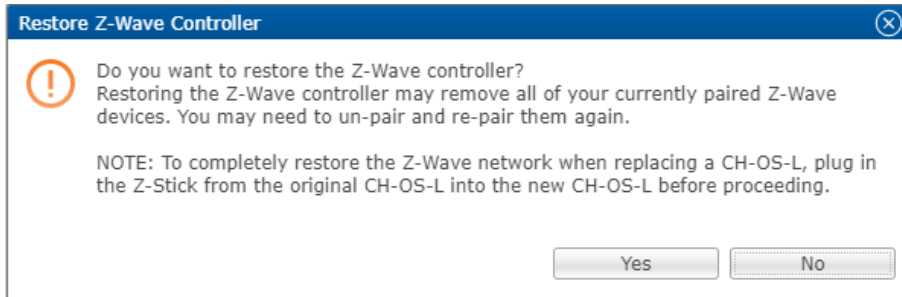 Restore Z-Wave Controller
Do you want to restore the Z-Wave controller?
Restoring the Z-Wave controller may remove all of your currently paired Z-Wave
devices. You may need to un-pair and re-pair them again.
NOTE: To completely restore the Z-Wave network when replacing a CH-OS-L, plug in
the Z-Stick from the original CH-OS-L into the new CH-OS-L before proceeding.
Yes
No